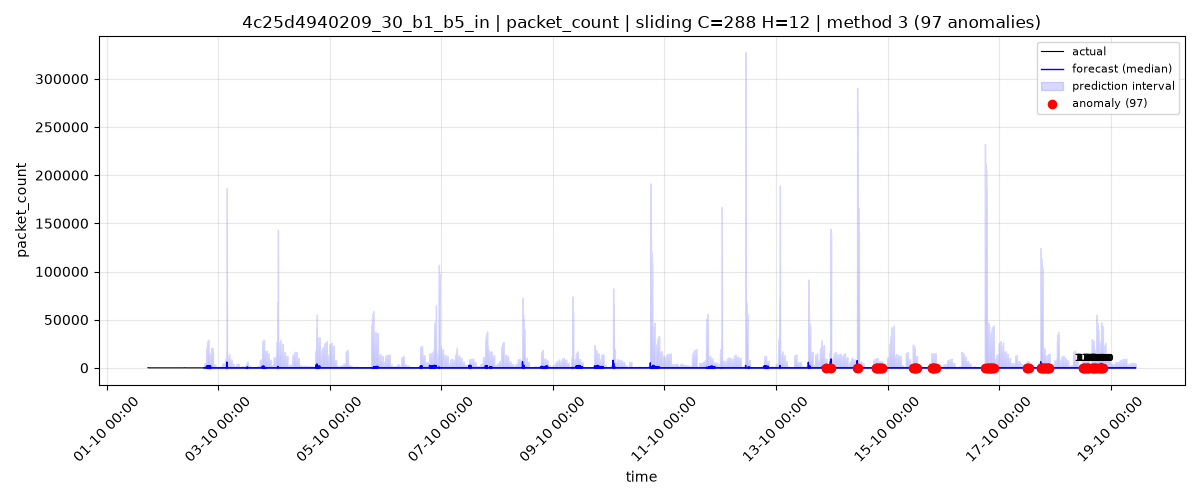 4c25d4940209_30_b1_b5_in | packet_count | sliding C=288 H=12 | method 3 (97 anomalies)
actual
forecast (median)
prediction interval
anomaly (97)
packet_count
300000
250000
200000
150000
100000
50000
0
01-10 00:00
03-10 00:00
05-10 00:00
07-10 00:00
09-10 00:00
11-10 00:00
13-10 00:00
15-10 00:00
17-10 00:00
19-10 00:00
time